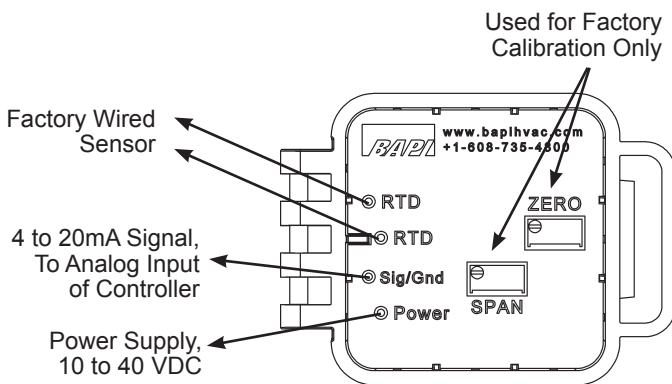 Used for Factory
Calibration Only
Factory Wired
Sensor
BAPI
www.bapihvac.com
+1-608-735-4800
RTD
ZERO
RTD
4 to 20mA Signal,
To Analog Input
of Controller
Sig/Gnd
SPAN
Power
Power Supply,
10 to 40 VDC